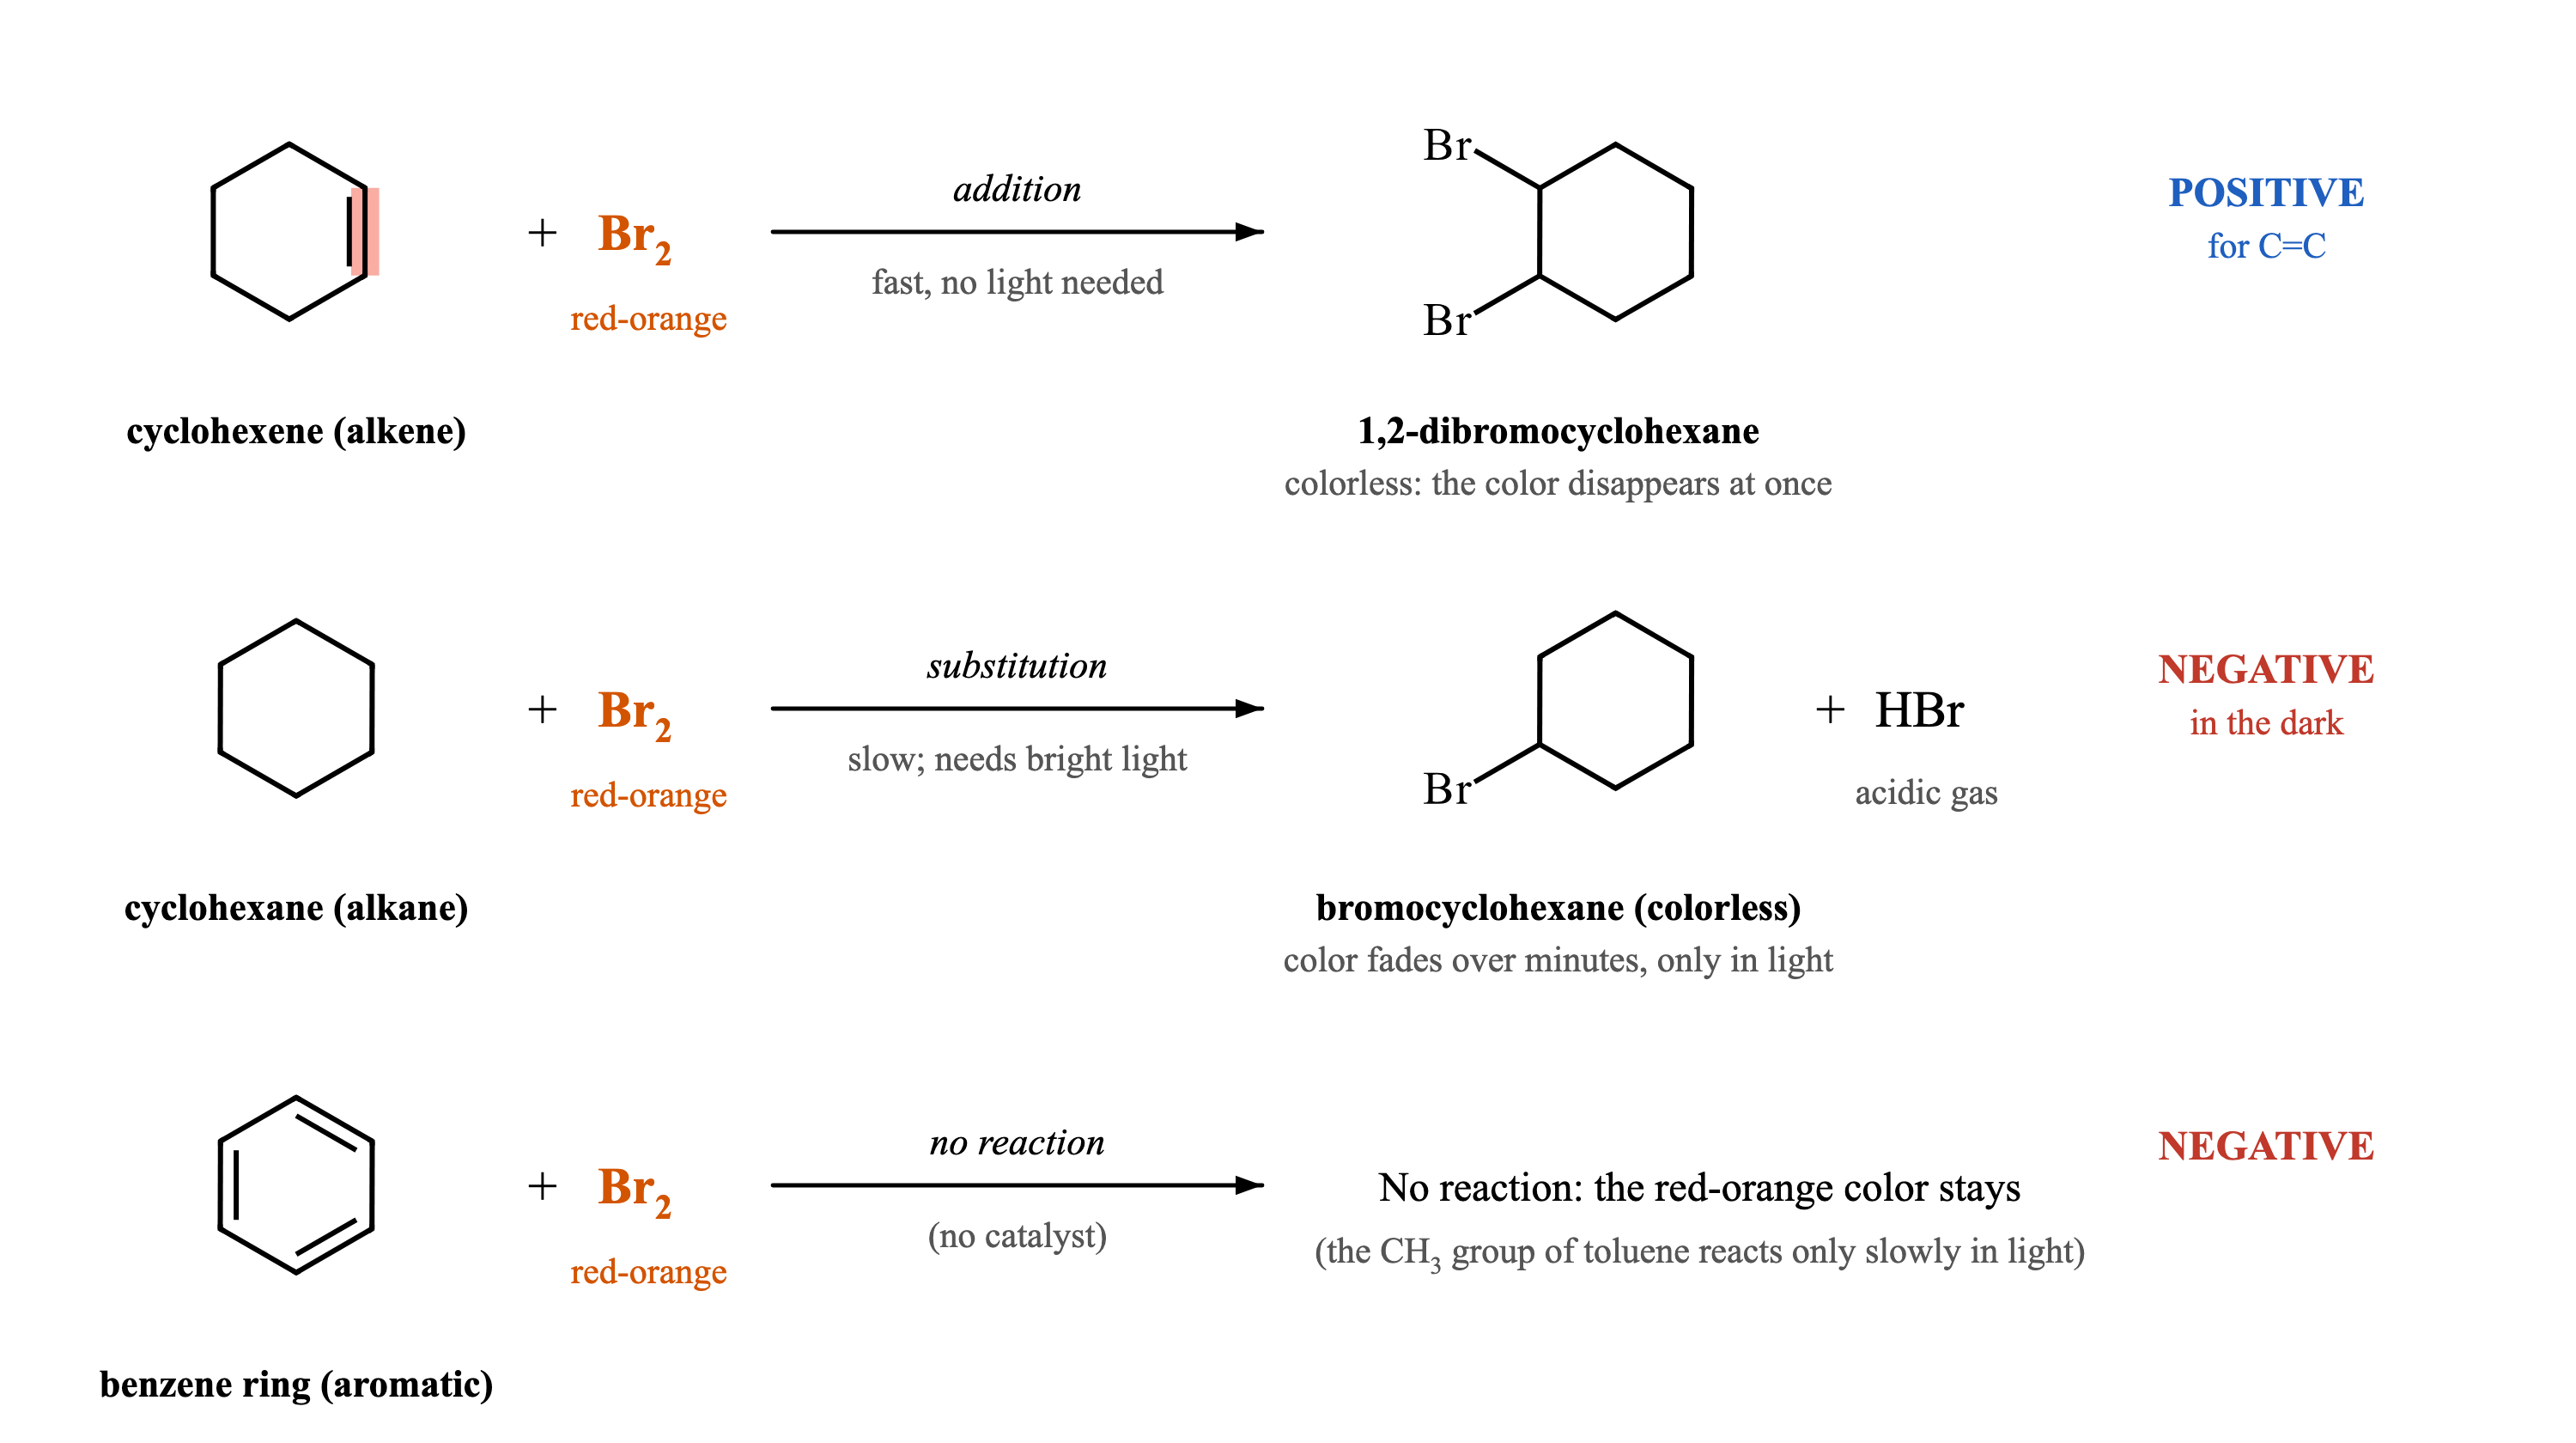 addition
Br
+ Br₂
fast, no light needed
red-orange
Br
POSITIVE
for C=C
cyclohexene (alkene)
1,2-dibromocyclohexane
colorless: the color disappears at once
substitution
+ Br₂
slow; needs bright light
red-orange
Br
+ HBr
acidic gas
NEGATIVE
in the dark
cyclohexane (alkane)
bromocyclohexane (colorless)
color fades over minutes, only in light
no reaction
+ Br₂
(no catalyst)
red-orange
No reaction: the red-orange color stays
(the CH₃ group of toluene reacts only slowly in light)
NEGATIVE
benzene ring (aromatic)